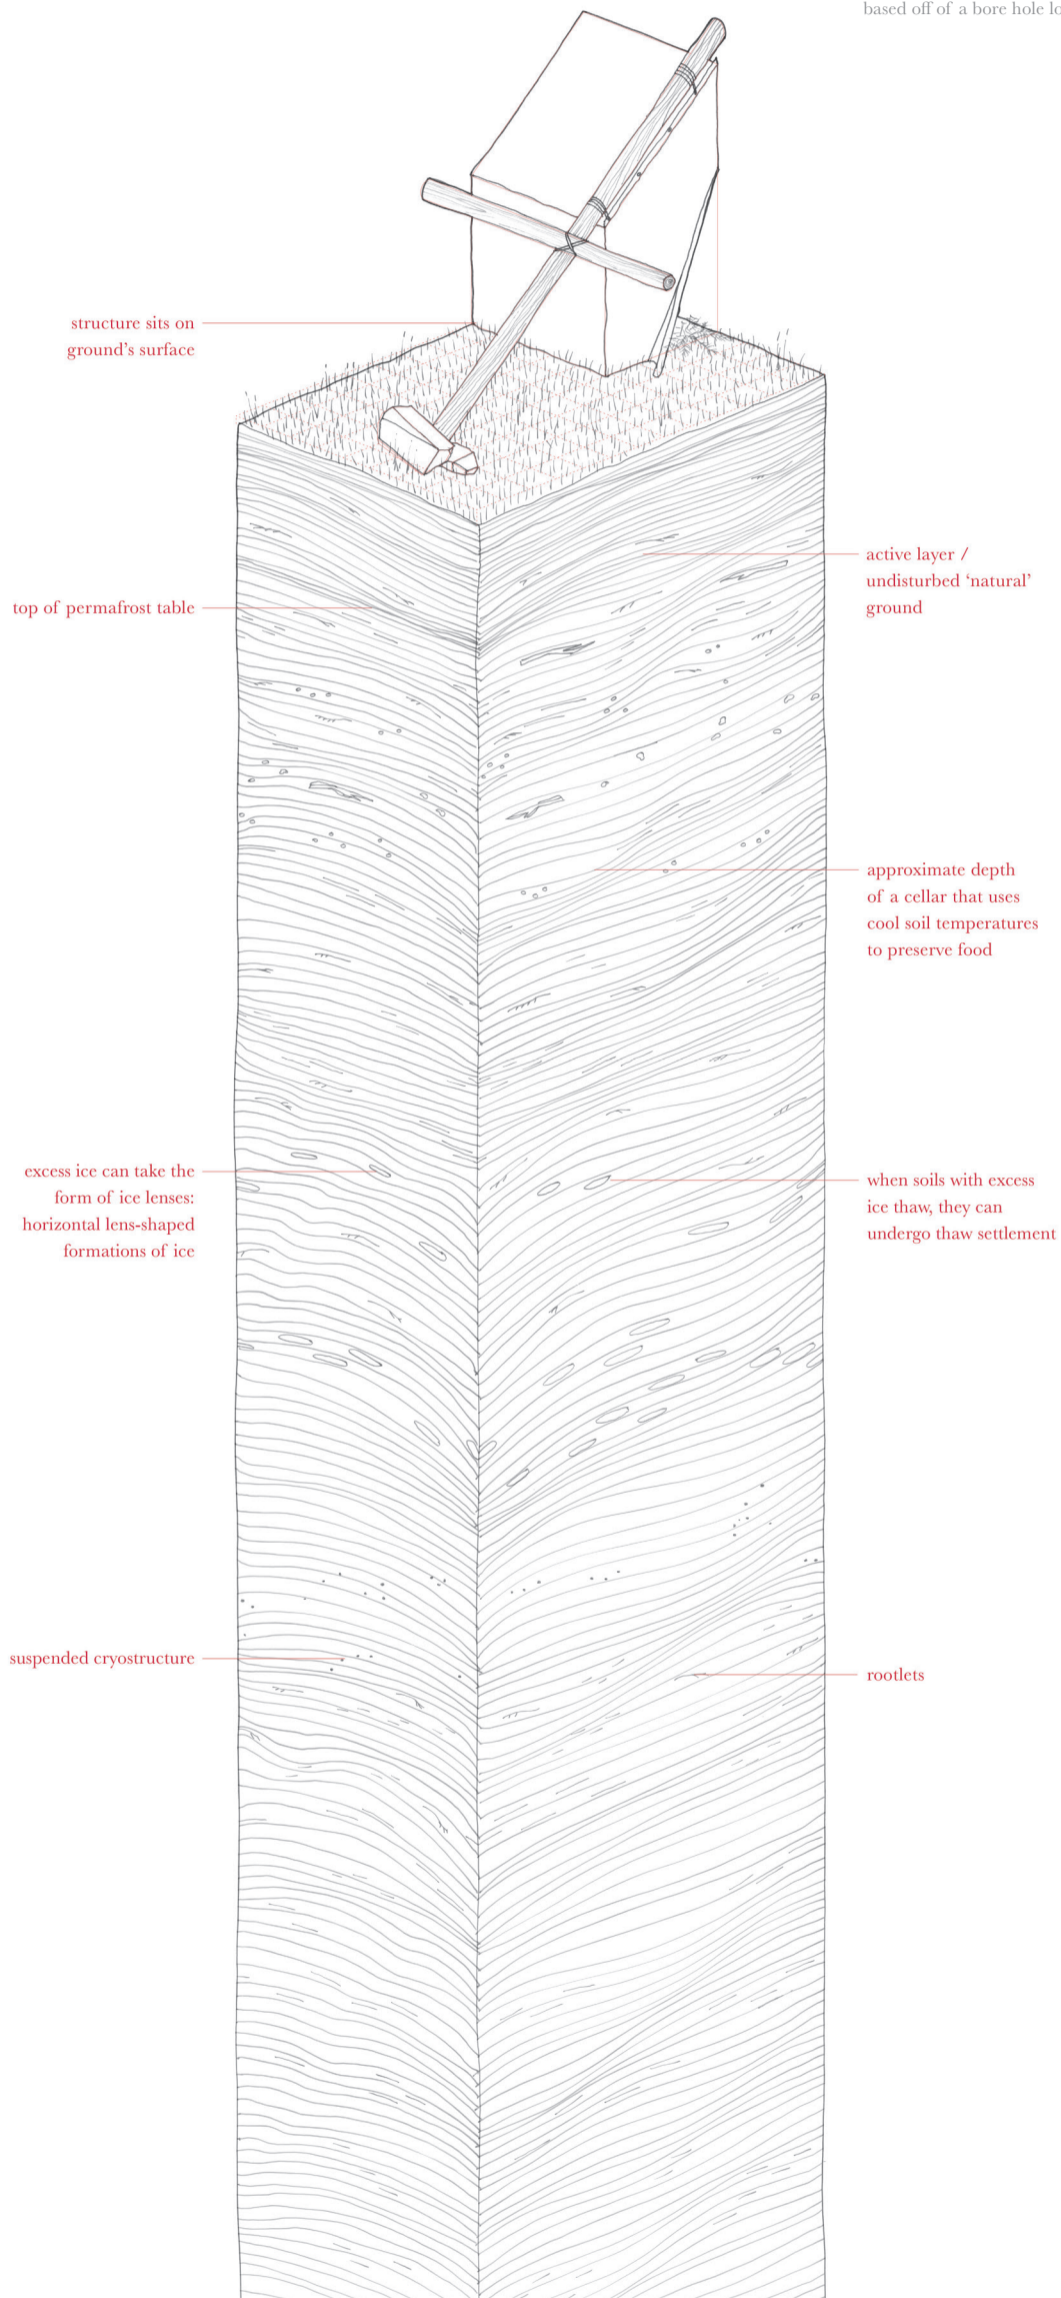 based off of a bore hole
structure sits on
ground’s surface
active layer /
undisturbed ‘natural’
ground
top of permafrost table
approximate depth
of a cellar that uses
cool soil temperatures
to preserve food
excess ice can take the
form of ice lenses:
horizontal lens-shaped
formations of ice
when soils with excess
ice thaw, they can
undergo thaw settlement
suspended cryostructure
rootlets